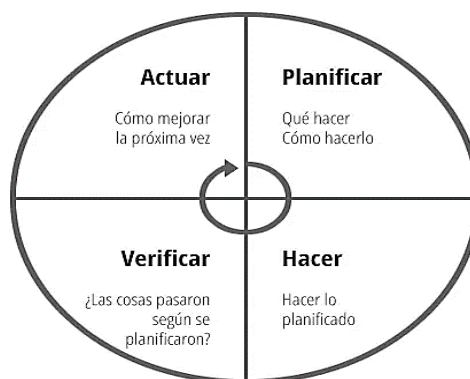 Actuar
Cómo mejorar
la próxima vez
Planificar
Qué hacer
Cómo hacerlo
Verificar
¿Las cosas pasaron
según se
planificaron?
Hacer
Hacer lo
planificado